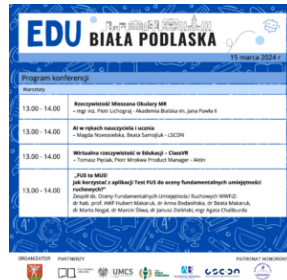 EDU BIAŁA PODLASKA
15 marca 2024 r
Program konferencji
Warsztaty
13.00 - 14.00
Rzeczywistość Mieszana Okulary MR
- mgr inż. Piotr Lichograj - Akademia Bialska im. Jana Pawła II
13.00 - 14.00
AI w rękach nauczyciela i ucznia
- Magda Nowosielska, Beata Samojluk - LSCDN
13.00 - 14.00
Wirtualna rzeczywistość w Edukacji - ClassVR
- Tomasz Pęciak, Piotr Mrokwa Product Manager - Aktin
13.00 - 14.00
„FUS to MUS!
Jak korzystać z aplikacji Test FUS do oceny fundamentalnych umiejętności
ruchowych?"
Zespół ds. Oceny Fundamentalnych Umiejętności Ruchowych WWFiZ:
dr hab. prof. AWF Hubert Makaruk, dr Anna Bodasińska, dr Beata Makaruk,
dr Marta Nogal, dr Marcin Śliwa, dr Janusz Zieliński, mgr Agata Chaliburda
ORGANIZATOR PARTNERZY
PATRONAT HONOROWY
UMCS
LSCDN